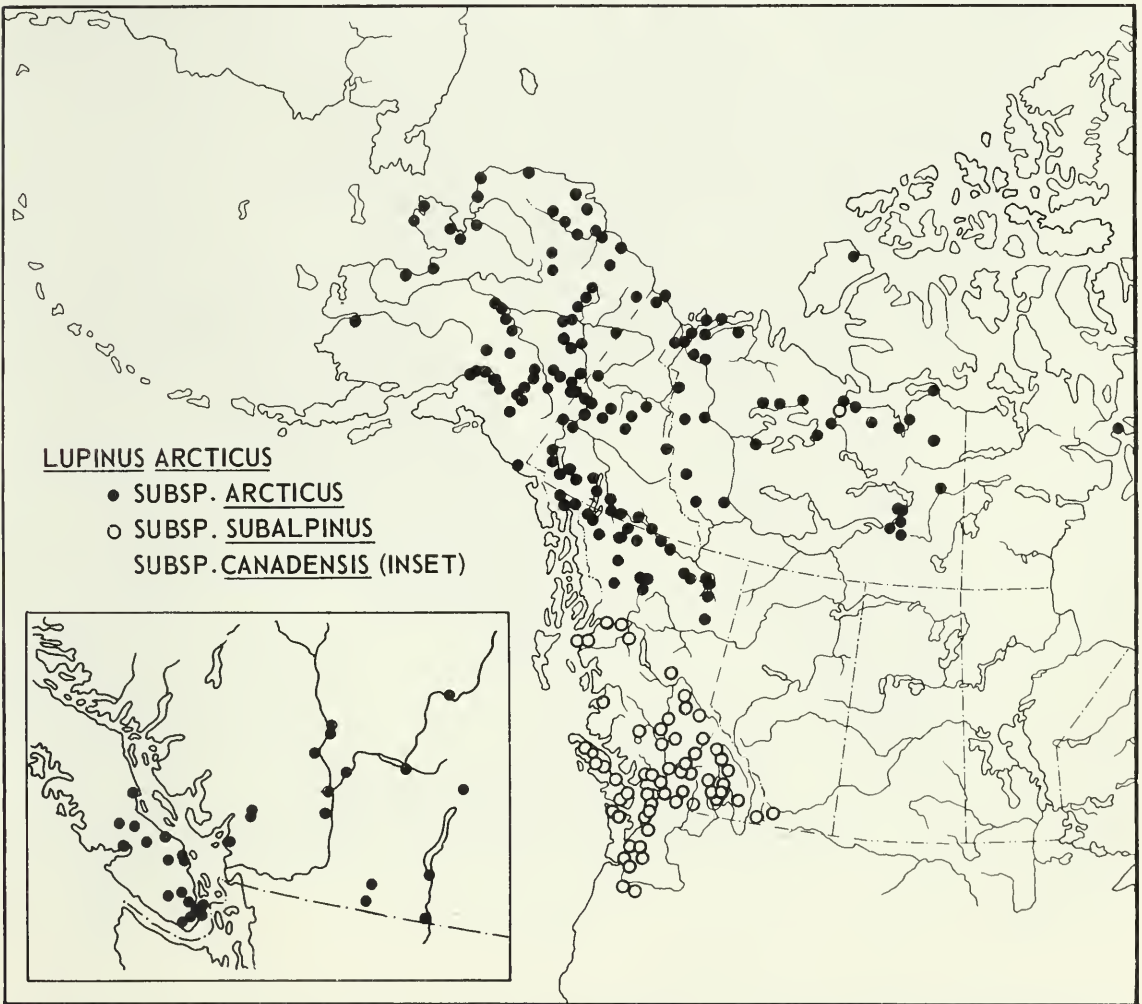 LUPINUS ARCTICUS
● SUBSP. ARCTICUS
○ SUBSP. SUBALPINUS
SUBSP. CANADENSIS (INSET)